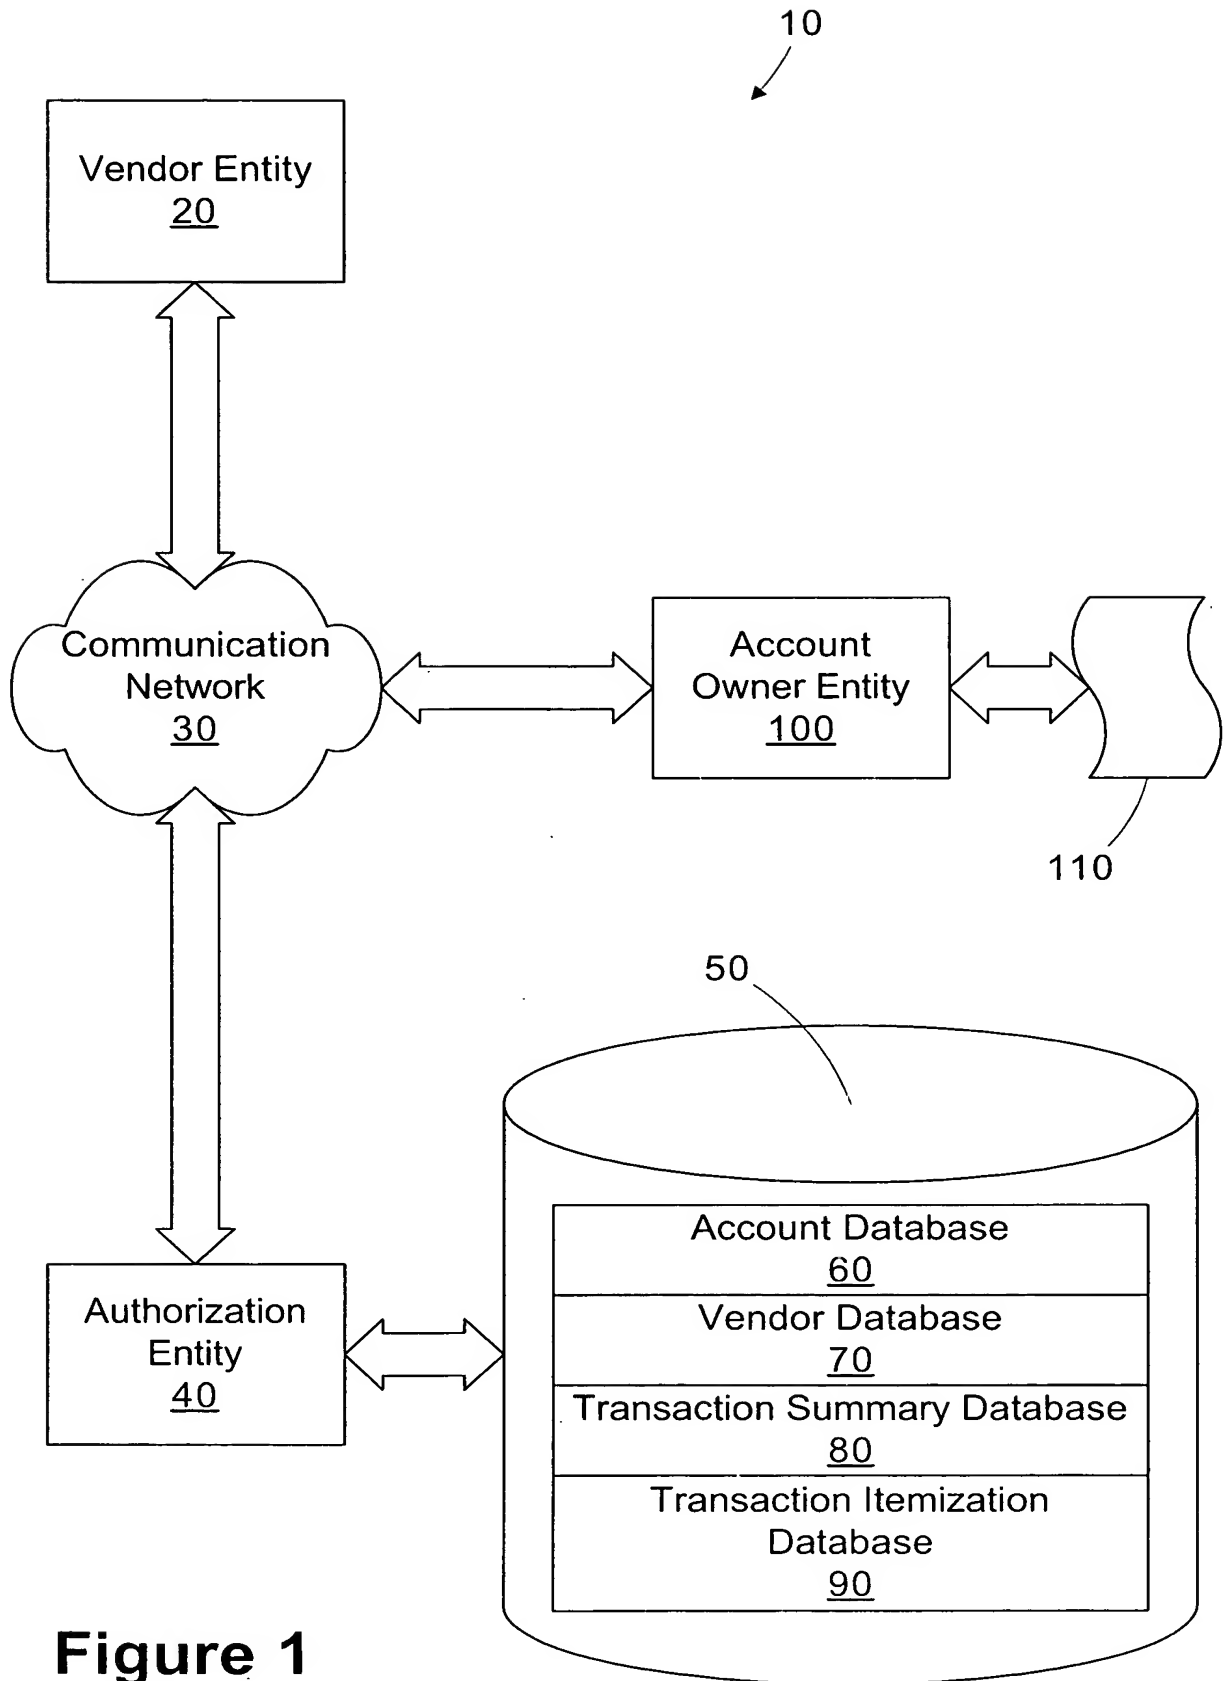 10
Vendor Entity
20
Communication
Network
30
Account
Owner Entity
100
110
50
Authorization
Entity
40
Account Database
60
Vendor Database
70
Transaction Summary Database
80
Transaction Itemization
Database
90
Figure 1